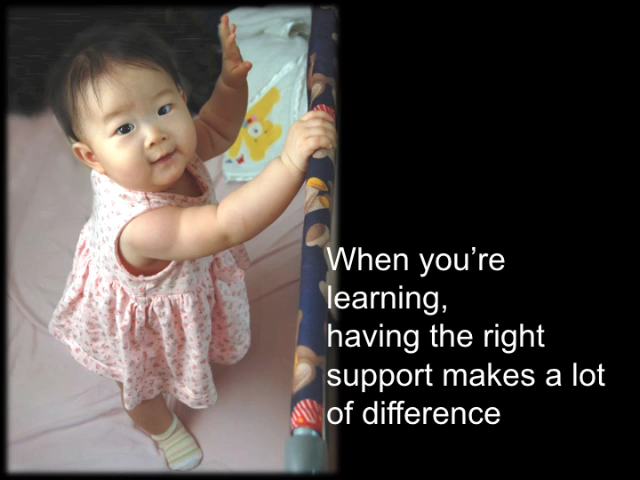 When you’re
learning,
having the right
support makes a lot
of difference